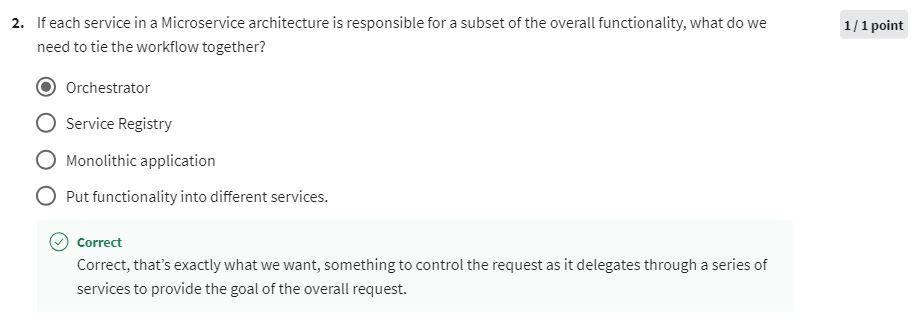 2. If each service in a Microservice architecture is responsible for a subset of the overall functionality, what do we
1 / 1 point
need to tie the workflow together?
Orchestrator
Service Registry
Monolithic application
Put functionality into different services.
Correct
Correct, that’s exactly what we want, something to control the request as it delegates through a series of
services to provide the goal of the overall request.